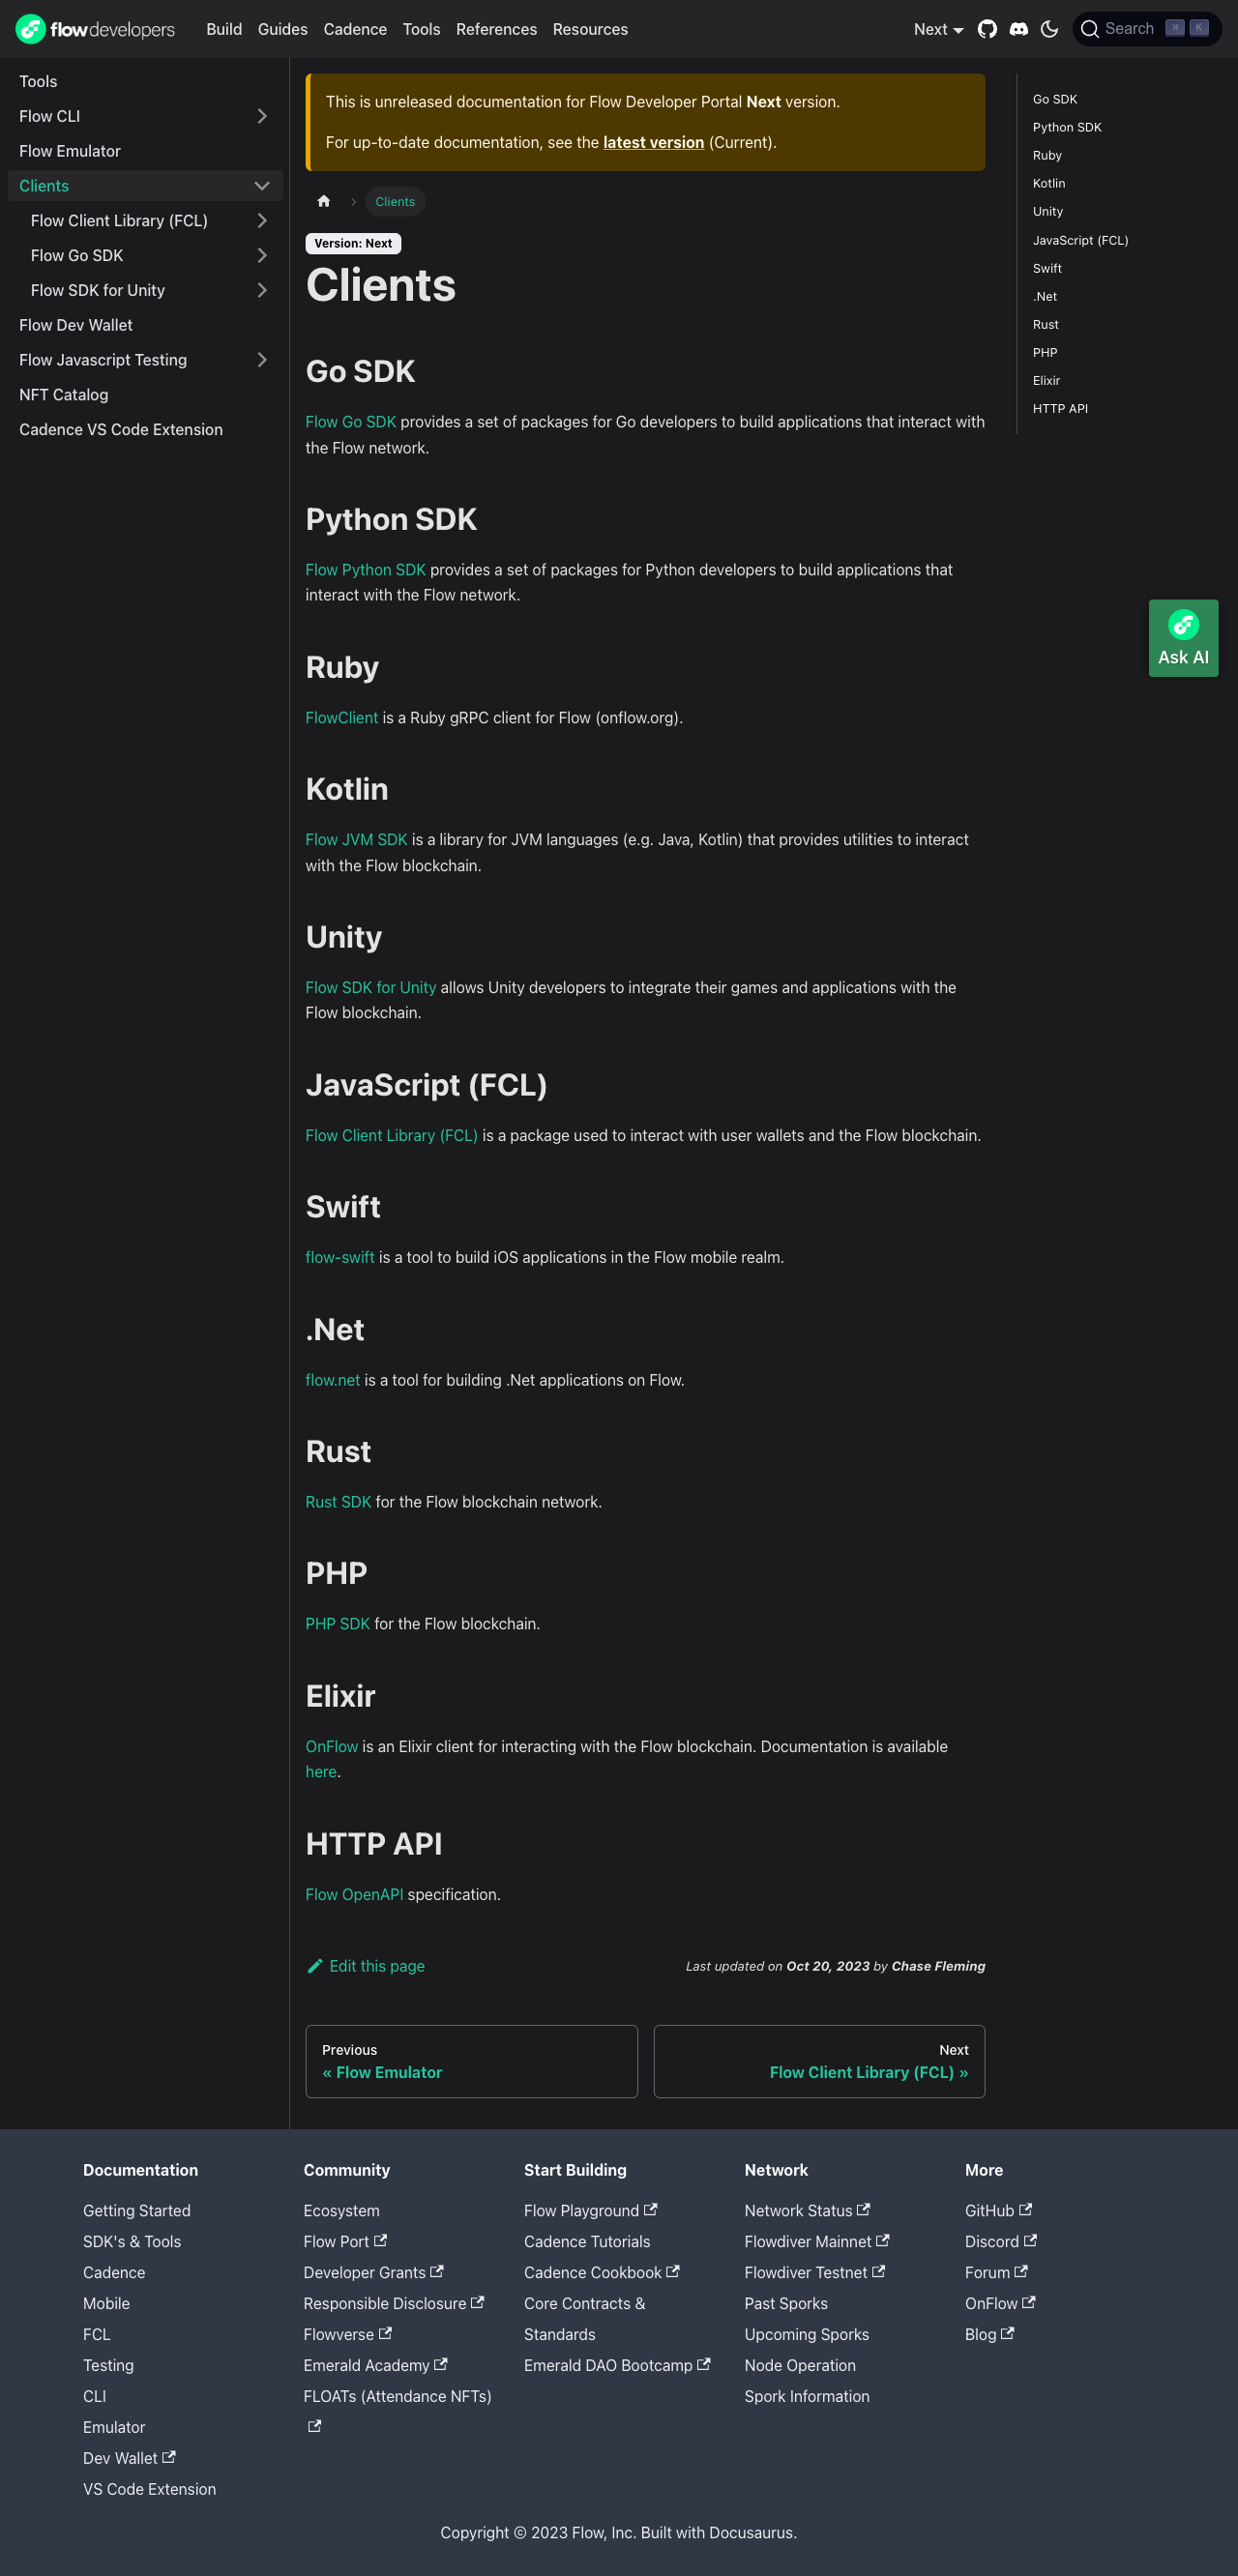 flowdevelopers
Build Guides Cadence Tools References Resources
Next
Search ⌘ K
Tools
Flow CLI
Flow Emulator
Clients
Flow Client Library (FCL)
Flow Go SDK
Flow SDK for Unity
Flow Dev Wallet
Flow Javascript Testing
NFT Catalog
Cadence VS Code Extension
This is unreleased documentation for Flow Developer Portal Next version.
For up-to-date documentation, see the latest version (Current).
Clients
Version: Next
Clients
Go SDK
Flow Go SDK provides a set of packages for Go developers to build applications that interact with
the Flow network.
Python SDK
Flow Python SDK provides a set of packages for Python developers to build applications that
interact with the Flow network.
Ruby
FlowClient is a Ruby gRPC client for Flow (onflow.org).
Kotlin
Flow JVM SDK is a library for JVM languages (e.g. Java, Kotlin) that provides utilities to interact
with the Flow blockchain.
Unity
Flow SDK for Unity allows Unity developers to integrate their games and applications with the
Flow blockchain.
JavaScript (FCL)
Flow Client Library (FCL) is a package used to interact with user wallets and the Flow blockchain.
Swift
flow-swift is a tool to build iOS applications in the Flow mobile realm.
.Net
flow.net is a tool for building .Net applications on Flow.
Rust
Rust SDK for the Flow blockchain network.
PHP
PHP SDK for the Flow blockchain.
Elixir
OnFlow is an Elixir client for interacting with the Flow blockchain. Documentation is available
here.
HTTP API
Flow OpenAPI specification.
Edit this page
Last updated on Oct 20, 2023 by Chase Fleming
Previous
« Flow Emulator
Next
Flow Client Library (FCL) »
Go SDK
Python SDK
Ruby
Kotlin
Unity
JavaScript (FCL)
Swift
.Net
Rust
PHP
Elixir
HTTP API
Ask AI
Documentation
Getting Started
SDK's & Tools
Cadence
Mobile
FCL
Testing
CLI
Emulator
Dev Wallet
VS Code Extension
Community
Ecosystem
Flow Port
Developer Grants
Responsible Disclosure
Flowverse
Emerald Academy
FLOATs (Attendance NFTs)
Start Building
Flow Playground
Cadence Tutorials
Cadence Cookbook
Core Contracts &
Standards
Emerald DAO Bootcamp
Network
Network Status
Flowdiver Mainnet
Flowdiver Testnet
Past Sporks
Upcoming Sporks
Node Operation
Spork Information
More
GitHub
Discord
Forum
OnFlow
Blog
Copyright © 2023 Flow, Inc. Built with Docusaurus.